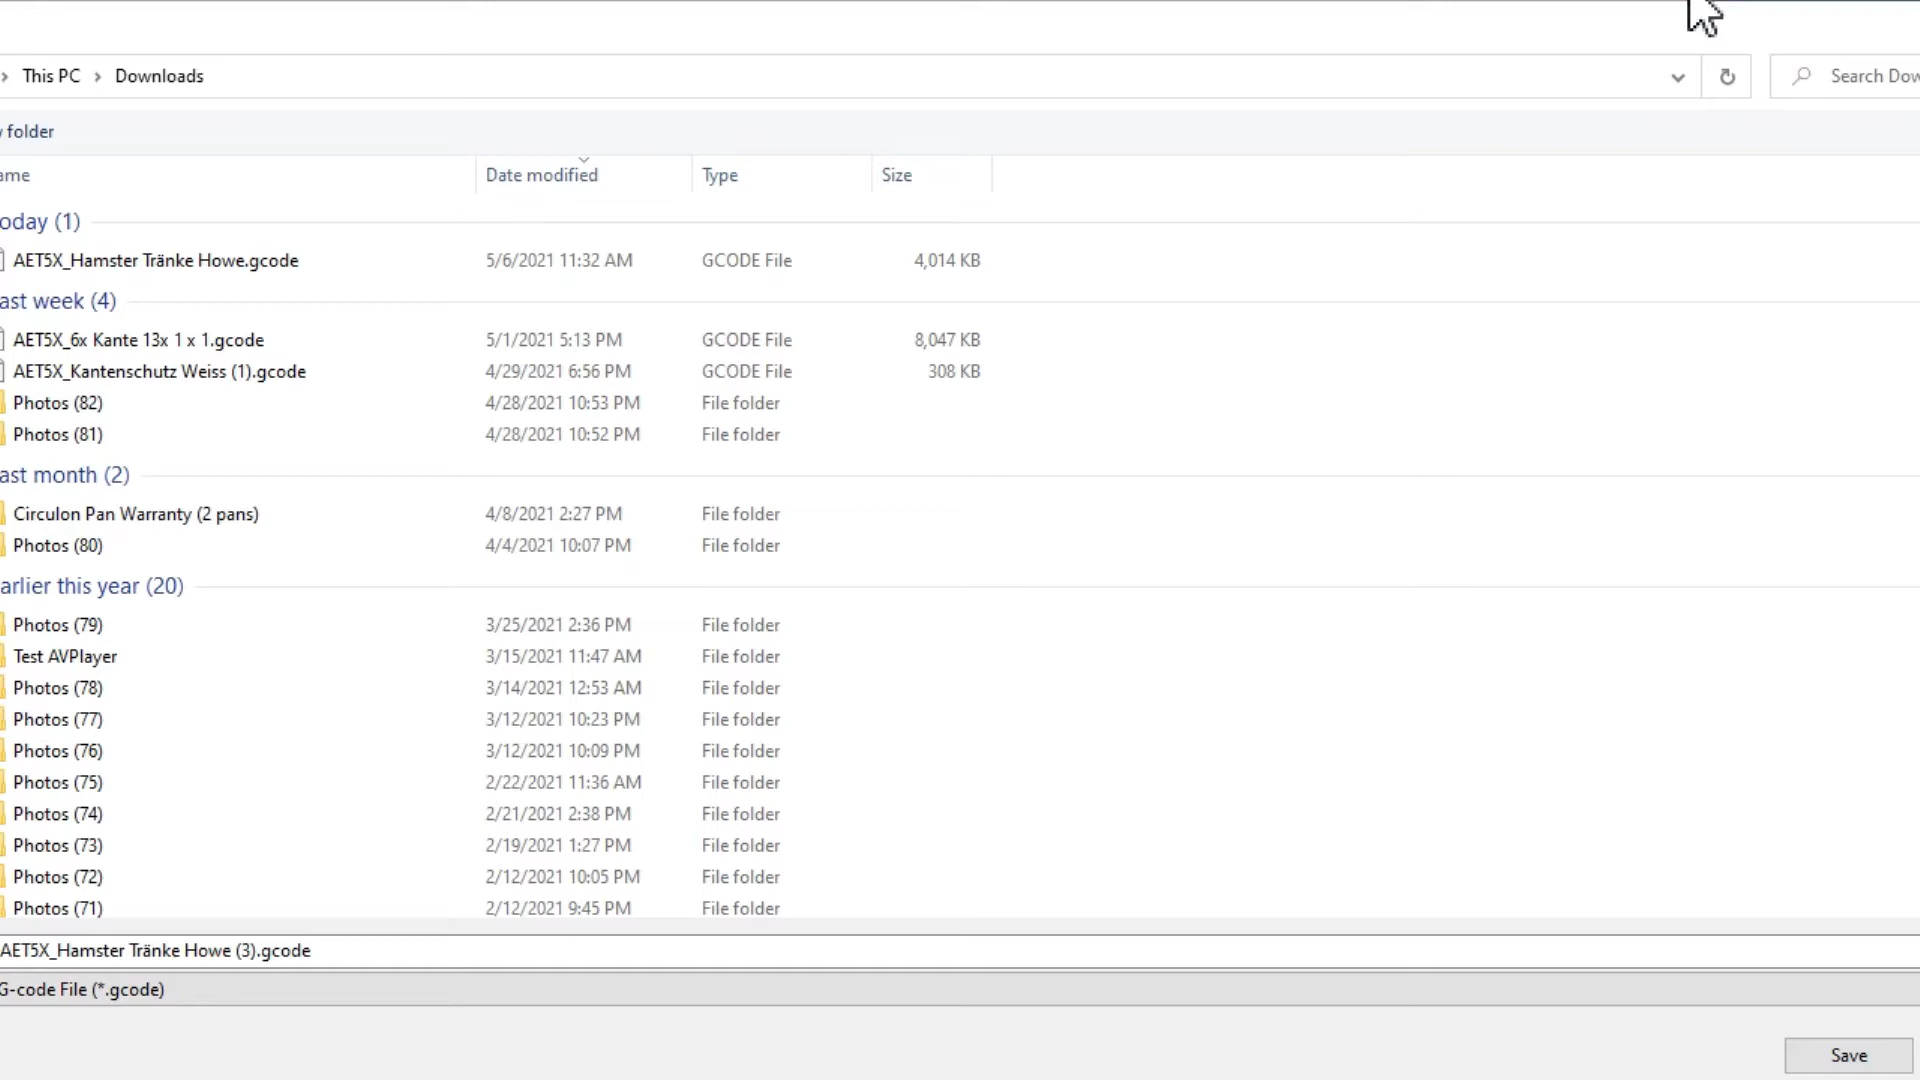 This PC > Downloads
Search Dow
folder
ame Date modified Type Size
oday (1)
AET5X_Hamster Tränke Howe.gcode 5/6/2021 11:32 AM GCODE File 4,014 KB
ast week (4)
AET5X_6x Kante 13x 1 x 1.gcode 5/1/2021 5:13 PM GCODE File 8,047 KB
AET5X_Kantenschutz Weiss (1).gcode 4/29/2021 6:56 PM GCODE File 308 KB
Photos (82) 4/28/2021 10:53 PM File folder
Photos (81) 4/28/2021 10:52 PM File folder
ast month (2)
Circulon Pan Warranty (2 pans) 4/8/2021 2:27 PM File folder
Photos (80) 4/4/2021 10:07 PM File folder
arlier this year (20)
Photos (79) 3/25/2021 2:36 PM File folder
Test AVPlayer 3/15/2021 11:47 AM File folder
Photos (78) 3/14/2021 12:53 AM File folder
Photos (77) 3/12/2021 10:23 PM File folder
Photos (76) 3/12/2021 10:09 PM File folder
Photos (75) 2/22/2021 11:36 AM File folder
Photos (74) 2/21/2021 2:38 PM File folder
Photos (73) 2/19/2021 1:27 PM File folder
Photos (72) 2/12/2021 10:05 PM File folder
Photos (71) 2/12/2021 9:45 PM File folder
AET5X_Hamster Tränke Howe (3).gcode
G-code File (*.gcode)
Save